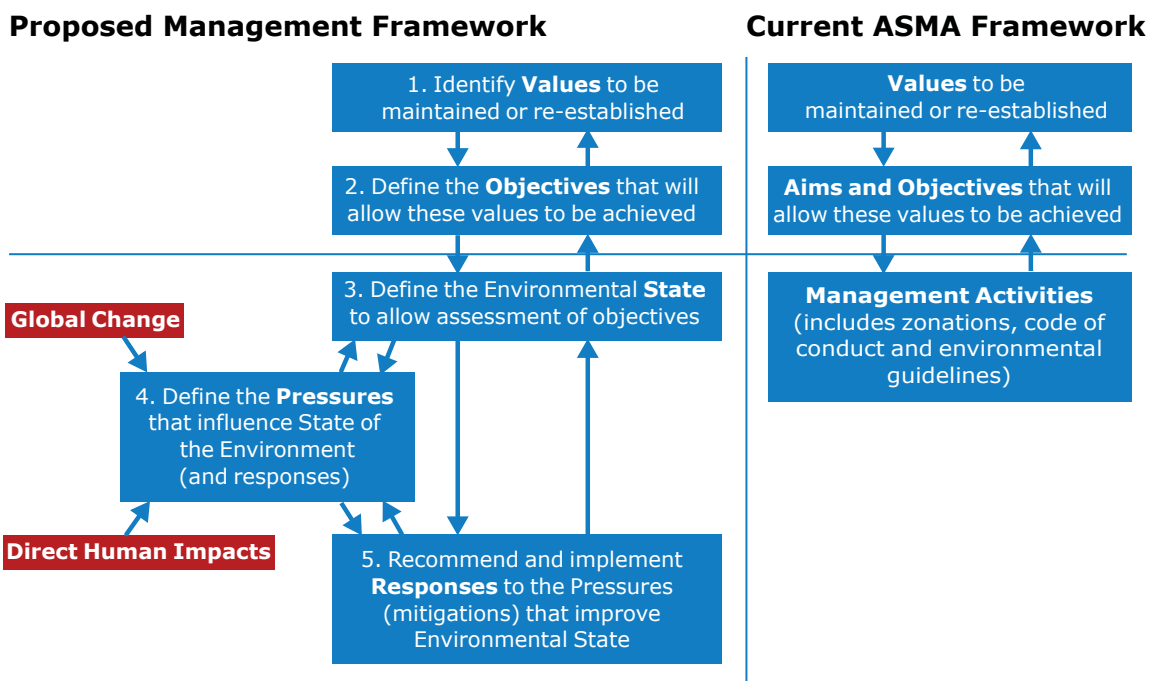 Proposed Management Framework
1. Identify Values to be
maintained or re-established
2. Define the Objectives that will
allow these values to be achieved
3. Define the Environmental State
to allow assessment of objectives
Global Change
4. Define the Pressures
that influence State of
the Environment
(and responses)
Direct Human Impacts
5. Recommend and implement
Responses to the Pressures
(mitigations) that improve
Environmental State
Current ASMA Framework
Values to be
maintained or re-established
Aims and Objectives that will
allow these values to be achieved
Management Activities
(includes zonations, code of
conduct and environmental
guidelines)